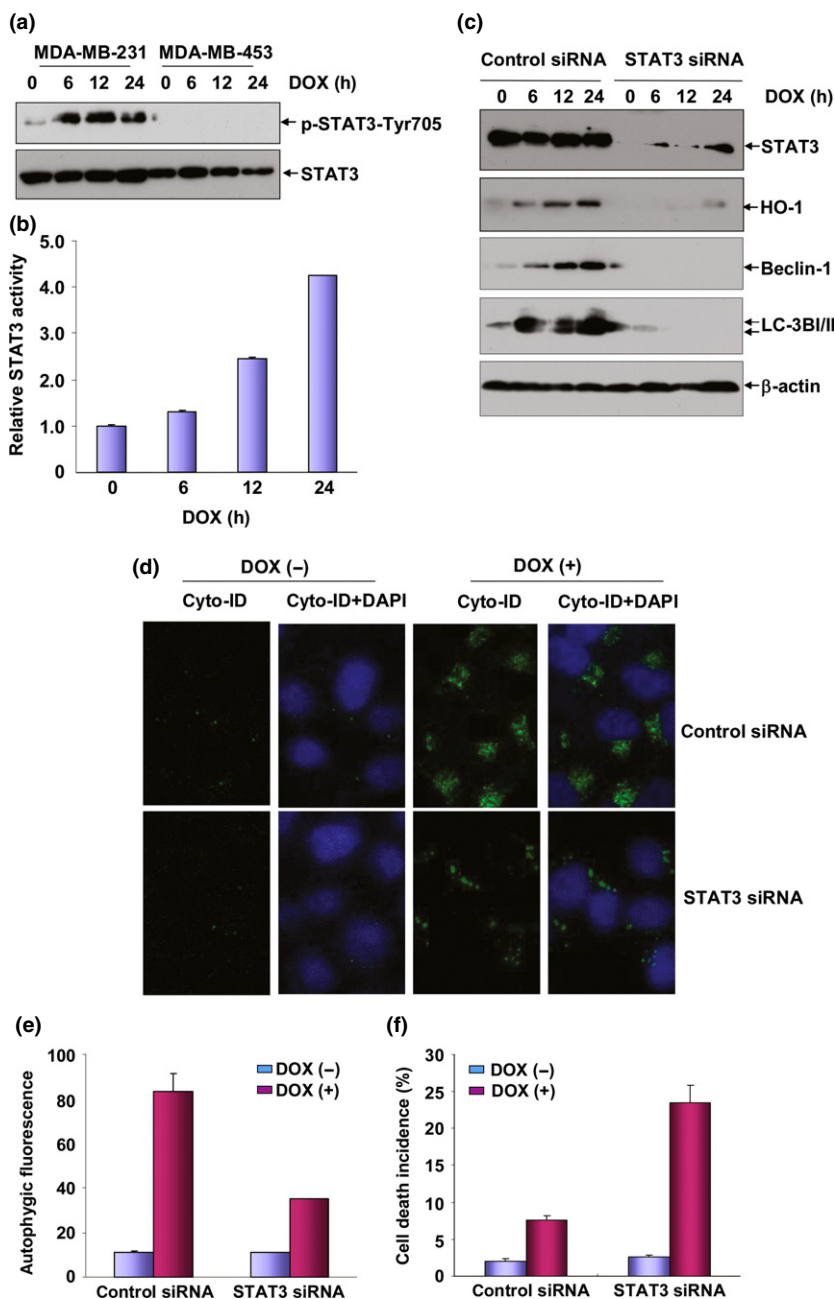 (a)
MDA-MB-231 MDA-MB-453
0 6 12 24 0 6 12 24 DOX (h)
p-STAT3-Tyr705
STAT3
(b)
Relative STAT3 activity
5.0
4.0
3.0
2.0
1.0
0
0 6 12 24
DOX (h)
(c)
Control siRNA STAT3 siRNA
0 6 12 24 0 6 12 24 DOX (h)
STAT3
HO-1
Beclin-1
LC-3BI/II
β-actin
(d)
DOX (–) DOX (+)
Cyto-ID Cyto-ID+DAPI Cyto-ID Cyto-ID+DAPI
Control siRNA
STAT3 siRNA
(e)
Autophygic fluorescence
100
80
60
40
20
0
DOX (–)
DOX (+)
Control siRNA STAT3 siRNA
(f)
Cell death incidence (%)
30
25
20
15
10
5
0
DOX (–)
DOX (+)
Control siRNA STAT3 siRNA